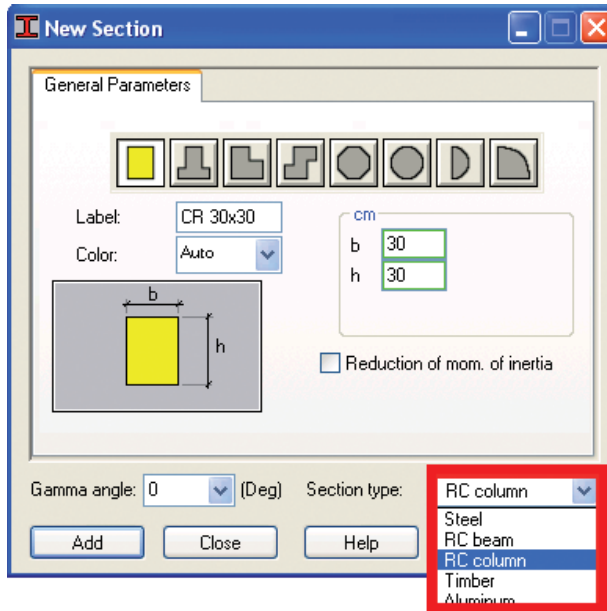 New Section
General Parameters
Label: CR 30x30
Color: Auto
cm
b 30
h 30
b
h
Reduction of mom. of inertia
Gamma angle: 0 (Deg) Section type: RC column
Steel
RC beam
RC column
Timber
Aluminum
Add Close Help